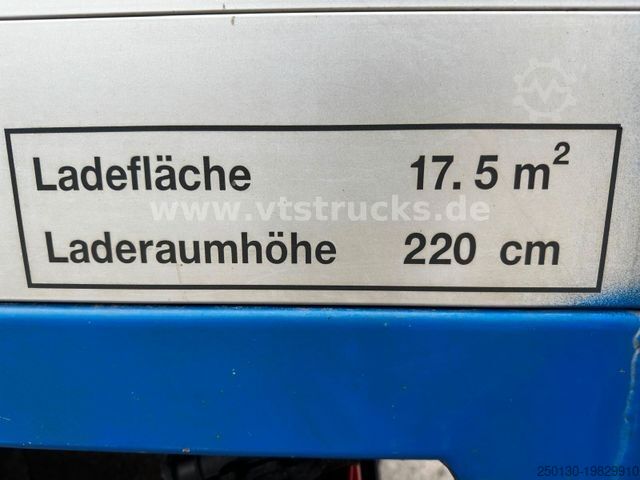 Ladefläche 17.5 m²
www.vtstrucks.de
Laderaumhöhe 220 cm
250130-19829910